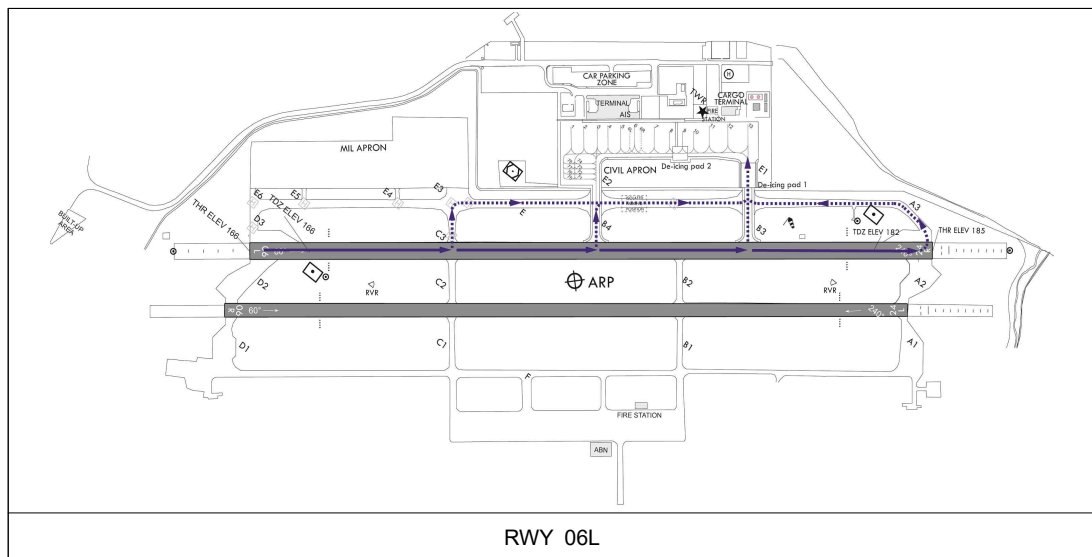 CAR PARKING
ZONE
H
TERMINAL
AIS
TWR
FIRE
STATION
CARGO
TERMINAL
MIL APRON
CIVIL APRON
De-icing pad 2
De-icing pad 1
E1
E2
E6
E5
E4
E3
E
A3
BUILT-UP
AREA
THR ELEV 166
TDZ ELEV 166
D3
C3
B4
B3
TDZ ELEV 182
THR ELEV 185
L
D2
C2
ARP
B2
A2
RVR
RVR
R
06
60°
240°
24
L
D1
C1
B1
A1
F
FIRE STATION
ABN
RWY 06L